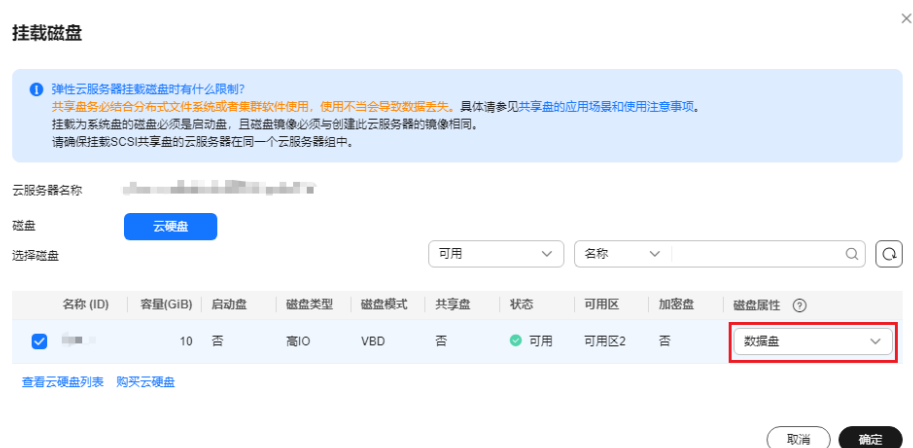 挂载磁盘
弹性云服务器挂载磁盘时有什么限制?
共享盘务必结合分布式文件系统或者集群软件使用，使用不当会导致数据丢失。具体请参见共享盘的应用场景和使用注意事项。
挂载为系统盘的磁盘必须是启动盘，且磁盘镜像必须与创建此云服务器的镜像相同。
请确保挂载SCSI共享盘的云服务器在同一个云服务器组中。
云服务器名称
磁盘 云硬盘
选择磁盘 可用 名称
名称 (ID) 容量(GiB) 启动盘 磁盘类型 磁盘模式 共享盘 状态 可用区 加密盘 磁盘属性
10 否 高IO VBD 否 可用 可用区2 否 数据盘
查看云硬盘列表 购买云硬盘
取消 确定